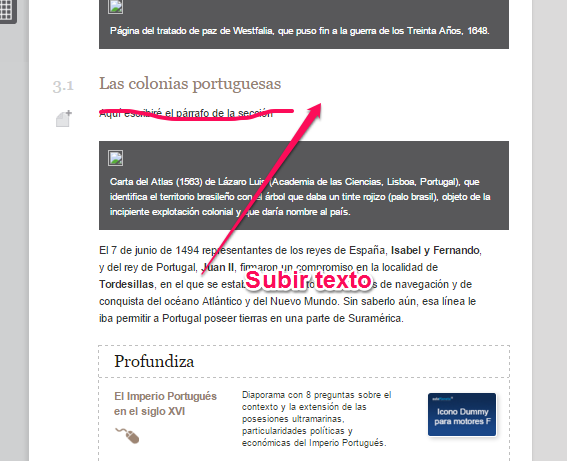 Página del tratado de paz de Westfalia, que puso fin a la guerra de los Treinta Años, 1648.
3.1 Las colonias portuguesas
Aquí escribiré el párrafo de la sección
Carta del Atlas (1563) de Lázaro Luis (Academia de las Ciencias, Lisboa, Portugal), que
identifica el territorio brasileño con el árbol que daba un tinte rojizo (palo brasil), objeto de la
incipiente explotación colonial y que daría nombre al país.
El 7 de junio de 1494 representantes de los reyes de España, Isabel y Fernando,
y del rey de Portugal, Juan II, firmaron un compromiso en la localidad de
Tordesillas, en el que se de navegación y de
Subir texto
conquista del océano Atlántico y del Nuevo Mundo. Sin saberlo aún, esa línea le
iba permitir a Portugal poseer tierras en una parte de Suramérica.
Profundiza
El Imperio Portugués
en el siglo XVI
Diaporama con 8 preguntas sobre el
contexto y la extensión de las
posesiones ultramarinas,
particularidades políticas y
económicas del Imperio Portugués.
Icono Dummy
para motores F